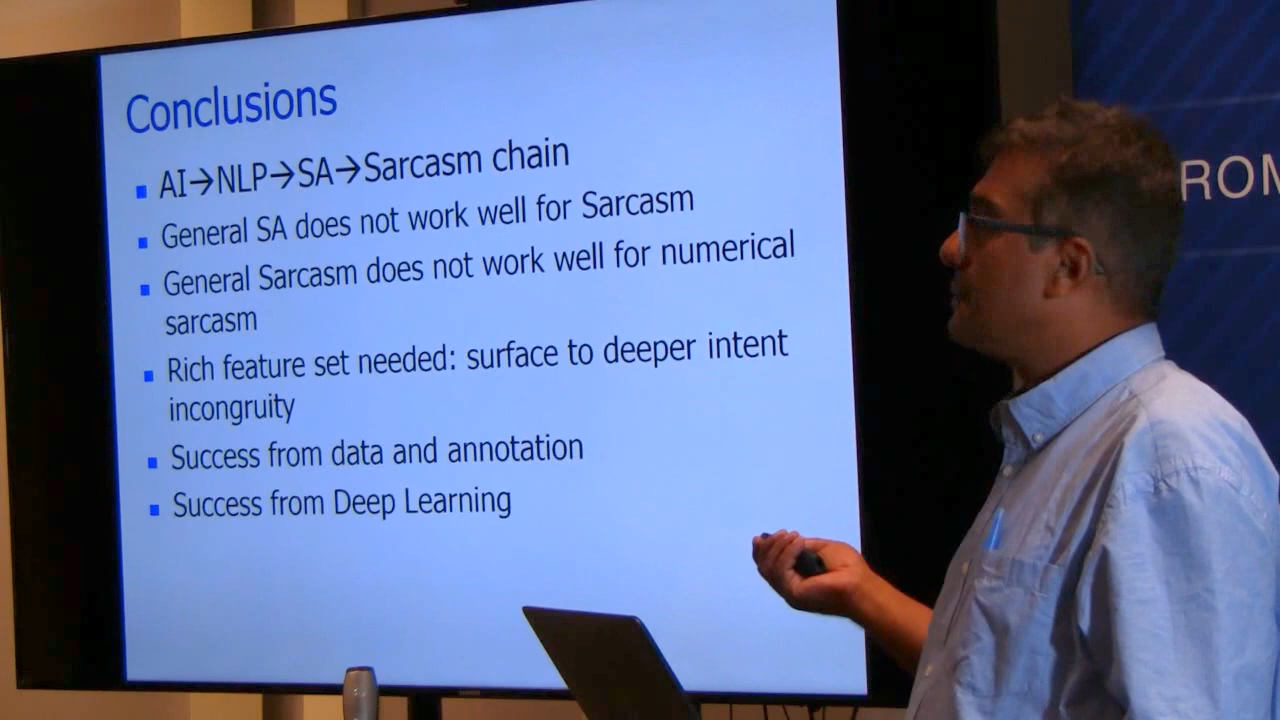 Conclusions
AI→NLP→SA→Sarcasm chain
General SA does not work well for Sarcasm
General Sarcasm does not work well for numerical
sarcasm
Rich feature set needed: surface to deeper intent
incongruity
Success from data and annotation
Success from Deep Learning
ROM